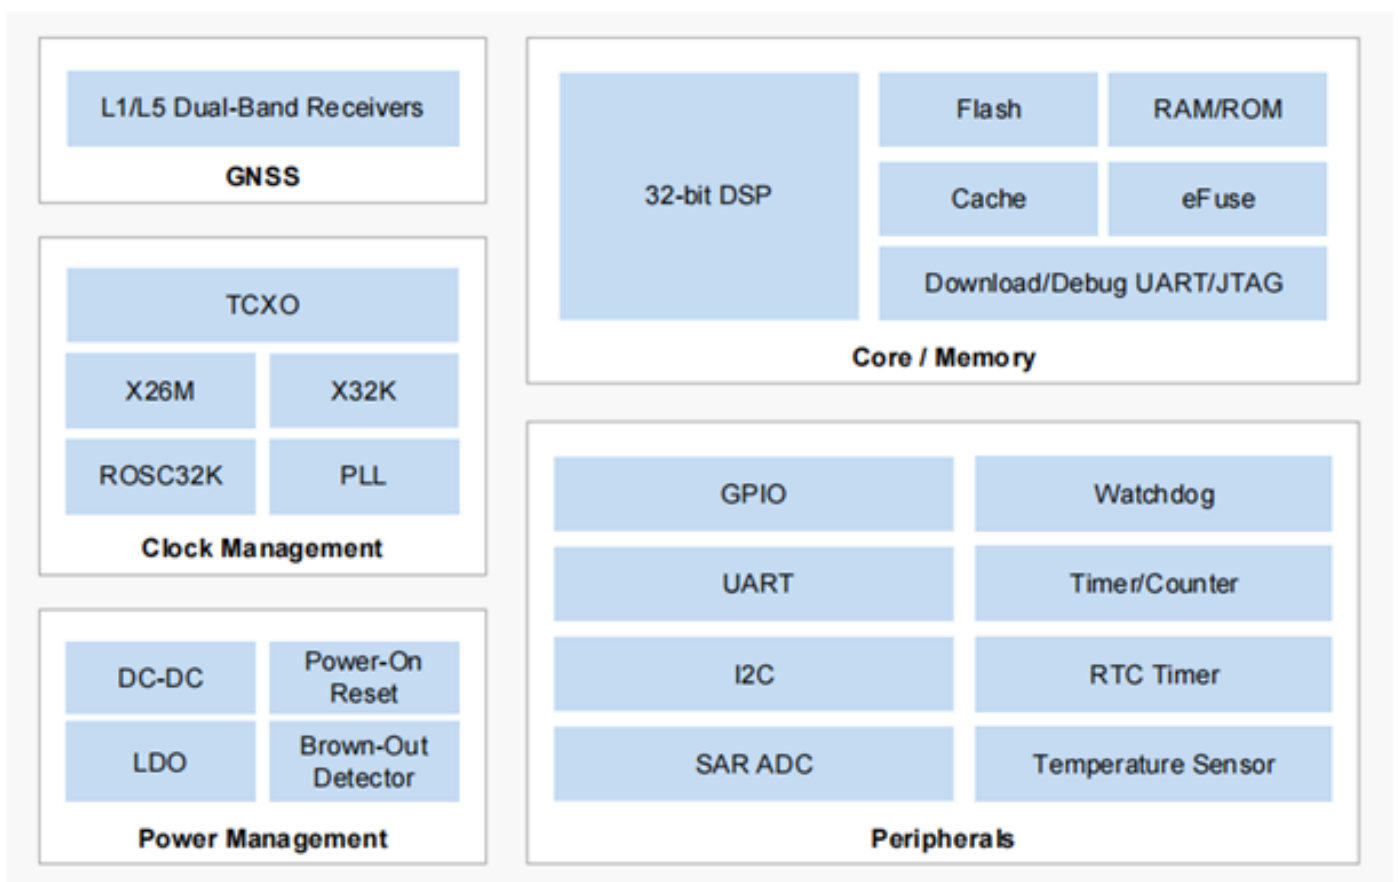 L1/L5 Dual-Band Receivers
GNSS
TCXO
X26M
X32K
ROSC32K
PLL
Clock Management
DC-DC
Power-On
Reset
LDO
Brown-Out
Detector
Power Management
32-bit DSP
Flash
RAM/ROM
Cache
eFuse
Download/Debug UART/JTAG
Core / Memory
GPIO
Watchdog
UART
Timer/Counter
I2C
RTC Timer
SAR ADC
Temperature Sensor
Peripherals